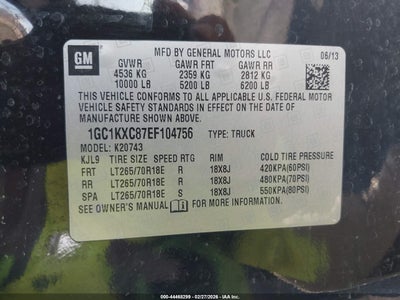 GM
MFD BY GENERAL MOTORS LLC
06/13
GVWR GAWR FRT GAWR RR
4536 KG 2359 KG 2812 KG
10000 LB 5200 LB 6200 LB
THIS VEHICLE CONFORMS TO ALL APPLICABLE U.S. FEDERAL MOTOR
VEHICLE SAFETY STANDARDS IN EFFECT ON THE DATE OF
MANUFACTURE SHOWN ABOVE.
1GC1KXC87EF104756 TYPE: TRUCK
MODEL: K20743
KJL9 TIRE SIZE SPEED RTG RIM COLD TIRE PRESSURE
FRT LT265/70R18E R 18X8J 420KPA(60PSI)
RR LT265/70R18E R 18X8J 480KPA(70PSI)
SPA LT265/70R18E S 18X8J 550KPA(80PSI)
SEE OWNER'S MANUAL FOR MORE INFORMATION.
000-44468299 - 02/27/2026 - IAA, Inc.